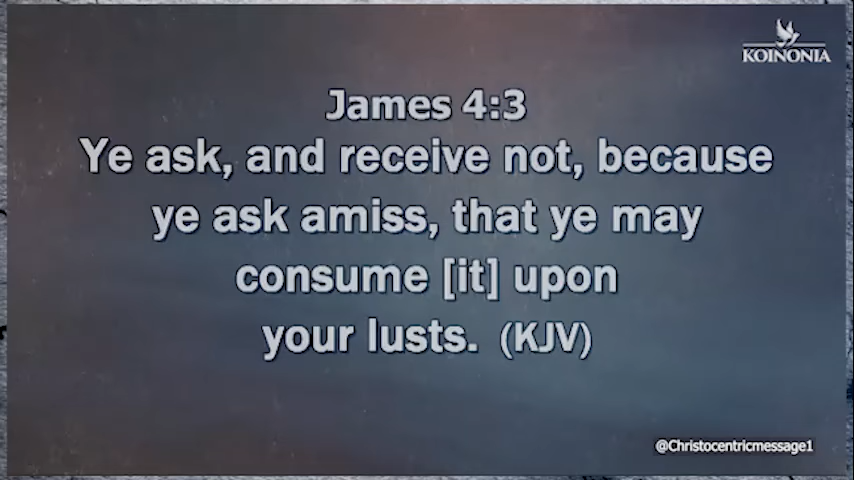 KOINONIA
James 4:3
Ye ask, and receive not, because
ye ask amiss, that ye may
consume [it] upon
your lusts. (KJV)
@Christocentricmessage1